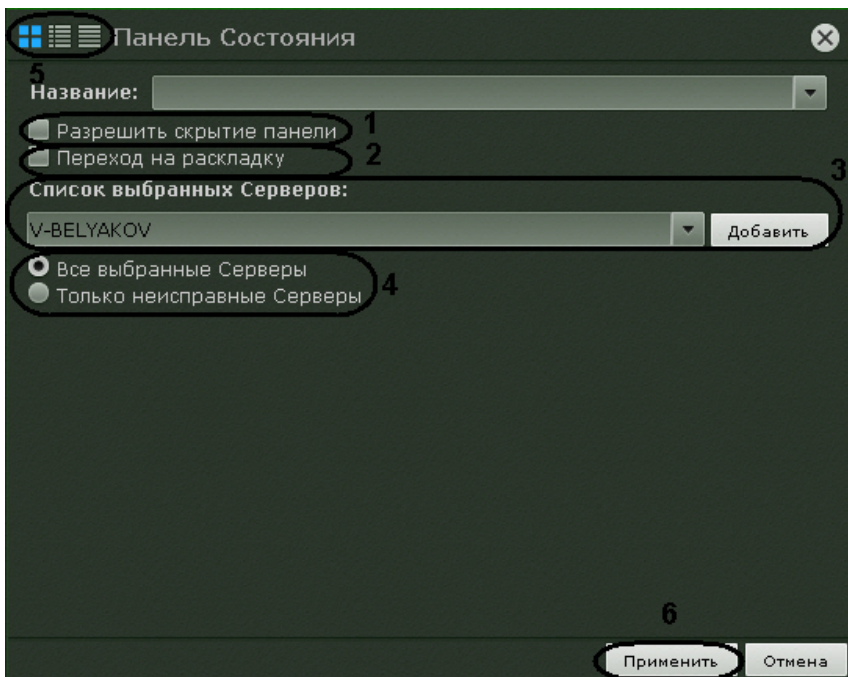 Панель Состояния
5
Название:
Разрешить скрытие панели 1
Переход на раскладку 2
3
Список выбранных Серверов:
V-BELYAKOV Добавить
Все выбранные Серверы
4
Только неисправные Серверы
6
Применить Отмена